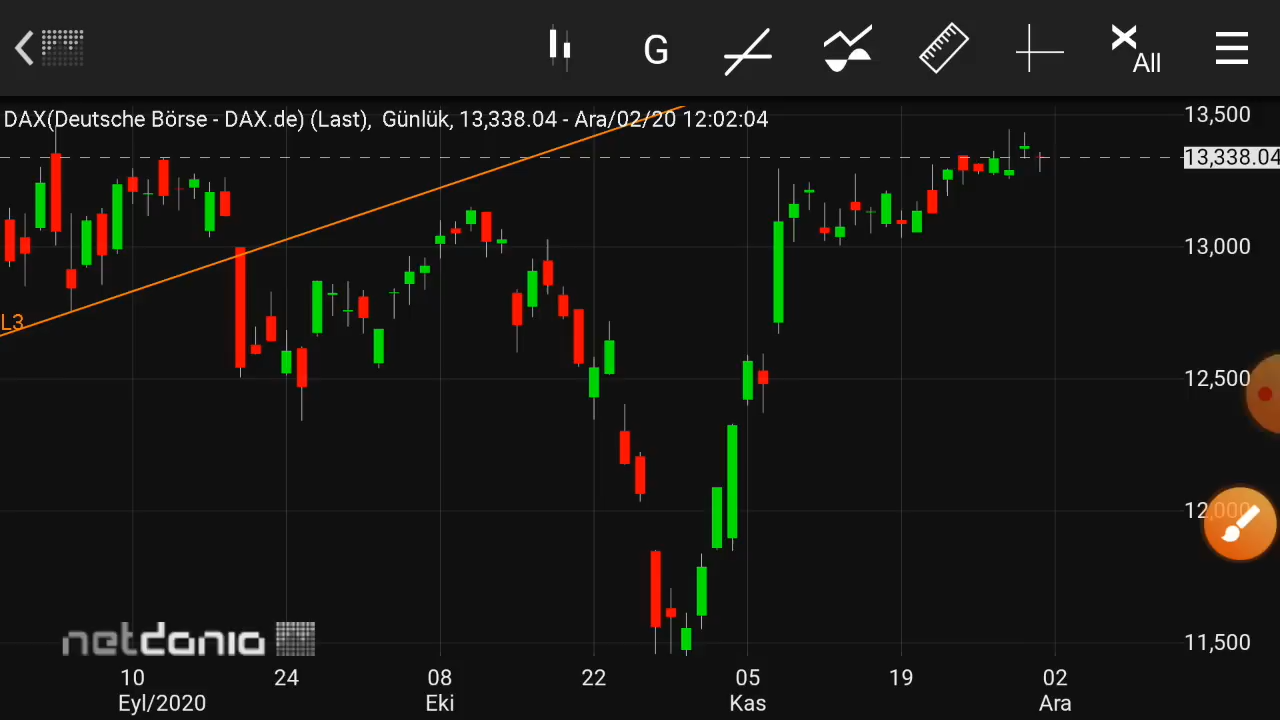 G
All
DAX(Deutsche Börse - DAX.de) (Last), Günlük, 13,338.04 - Ara/02/20 12:02:04
13,500
13,338.04
13,000
L3
12,500
12,000
11,500
netdania
10 24 08 22 05 19 02
Eyl/2020 Eki Kas Ara